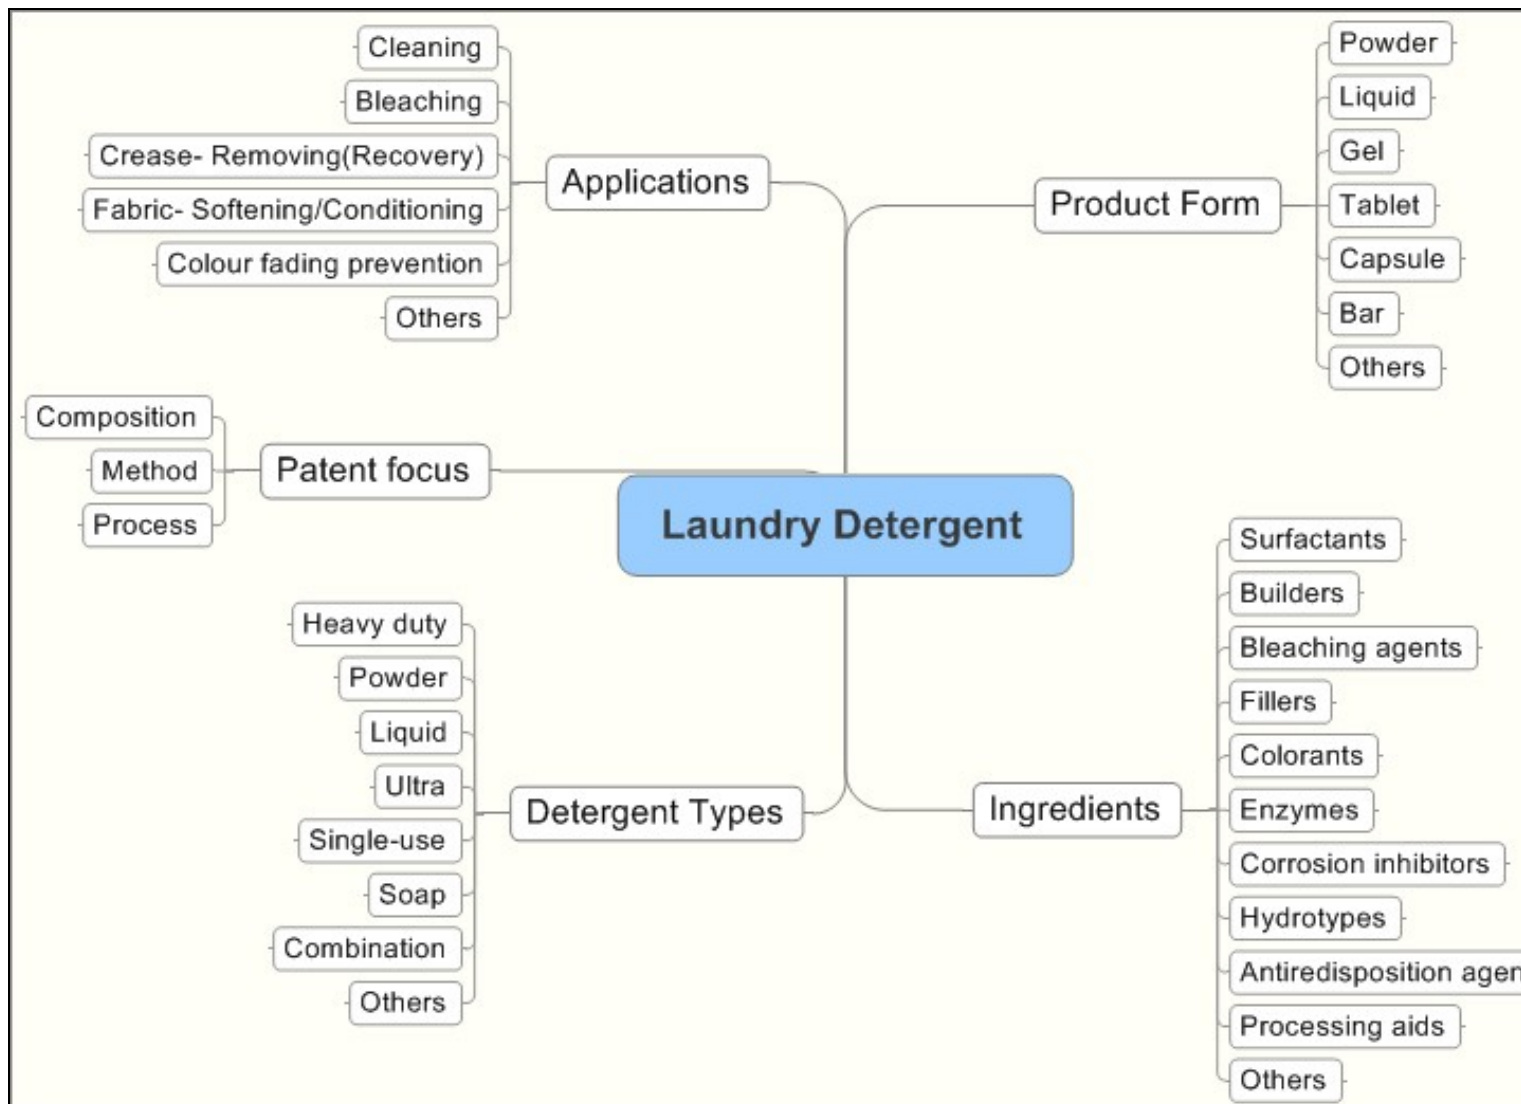 Laundry Detergent
Applications
Cleaning
Bleaching
Crease- Removing(Recovery)
Fabric- Softening/Conditioning
Colour fading prevention
Others
Patent focus
Composition
Method
Process
Detergent Types
Heavy duty
Powder
Liquid
Ultra
Single-use
Soap
Combination
Others
Product Form
Powder
Liquid
Gel
Tablet
Capsule
Bar
Others
Ingredients
Surfactants
Builders
Bleaching agents
Fillers
Colorants
Enzymes
Corrosion inhibitors
Hydrotypes
Antiredisposition agen
Processing aids
Others